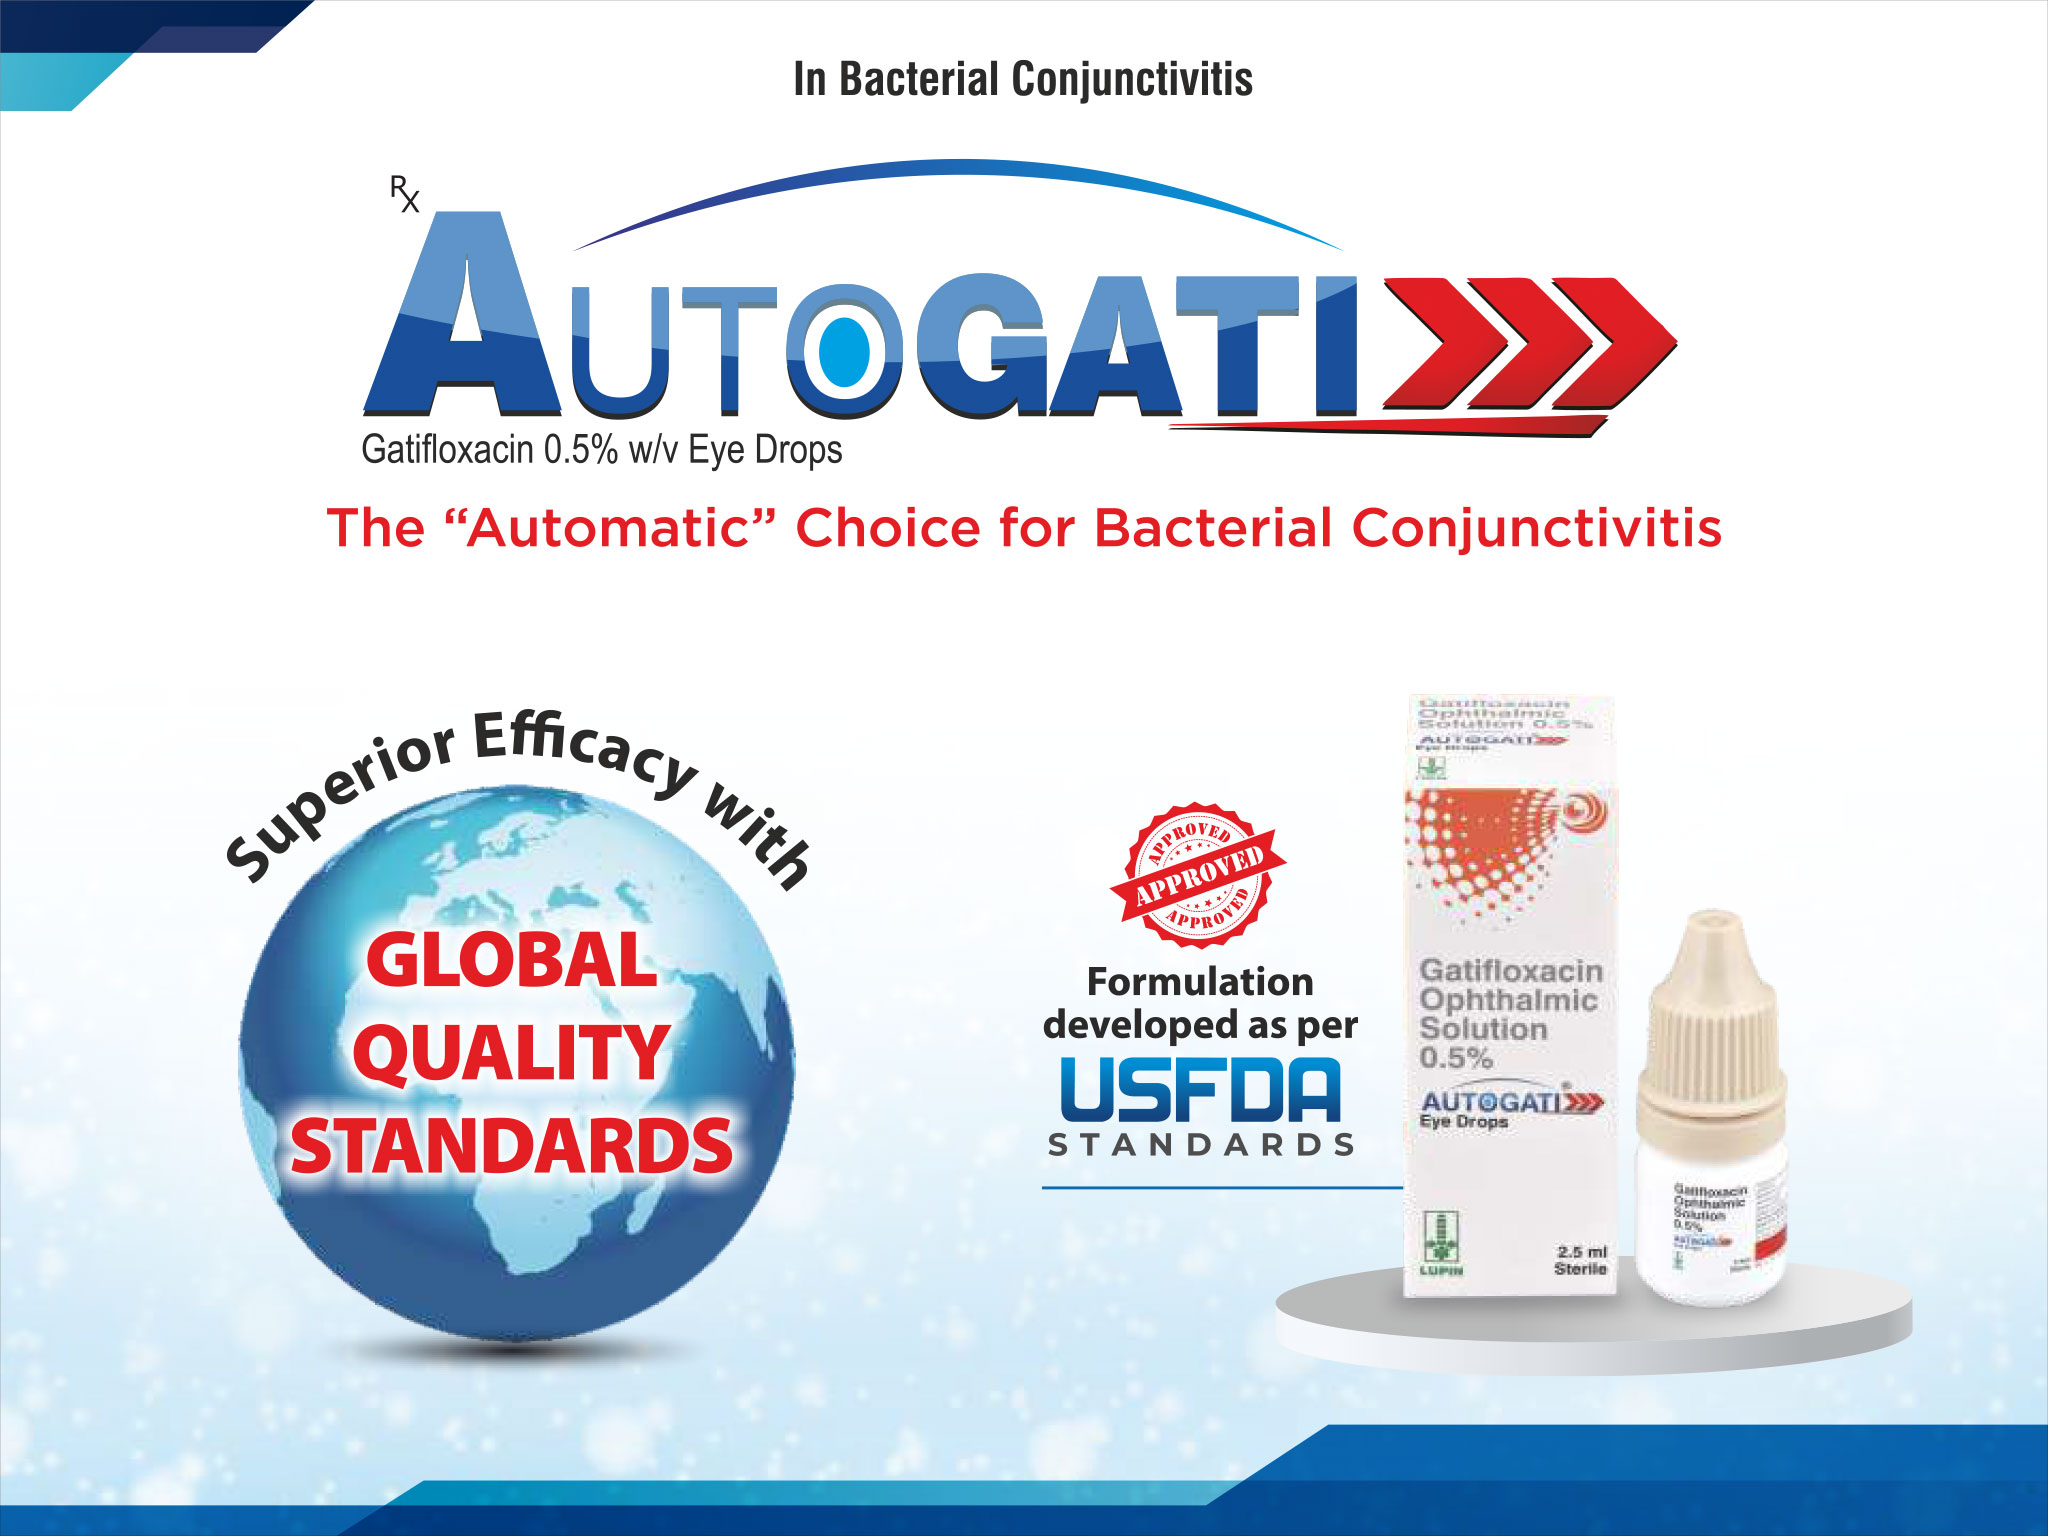 In Bacterial Conjunctivitis
Rx
AUTOGATI
Gatifloxacin 0.5% w/v Eye Drops
The “Automatic” Choice for Bacterial Conjunctivitis
Superior Efficacy with
GLOBAL
QUALITY
STANDARDS
APPROVED
APPROVED
APPROVED
Formulation
developed as per
USFDA
STANDARDS
Gatifloxacin
Ophthalmic
Solution 0.5%
AUTOGATI
Eye Drops
Gatifloxacin
Ophthalmic
Solution
0.5%
AUTOGATI®
Eye Drops
LUPIN
2.5 ml
Sterile
Gatifloxacin
Ophthalmic
Solution
0.5%
AUTOGATI